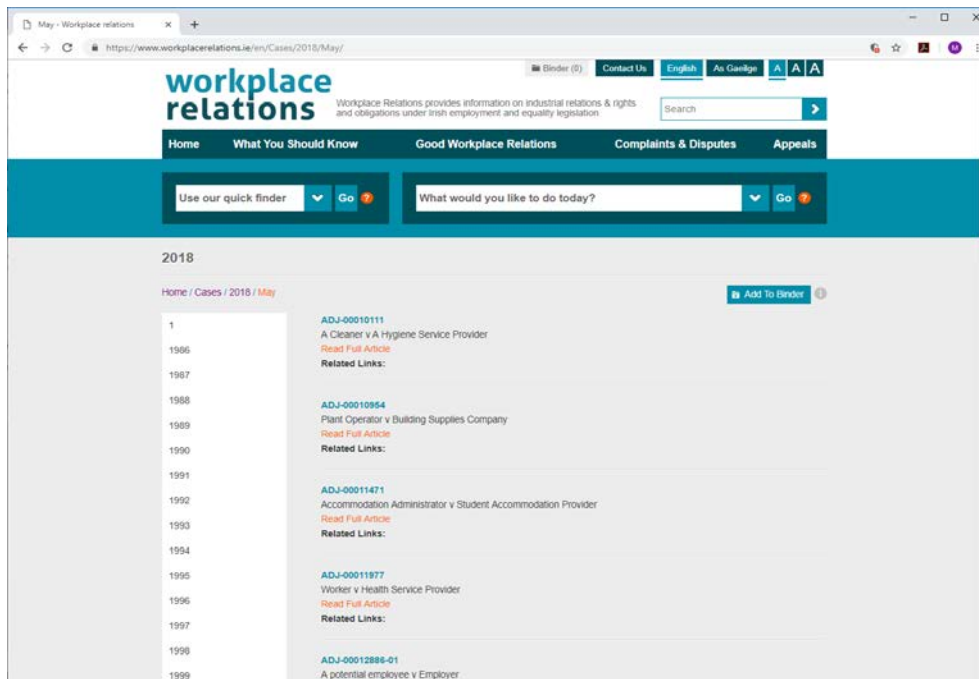 May - Workplace relations
https://www.workplacerelations.ie/en/Cases/2018/May/
Binder (0)
Contact Us
English
As Gaeilge
A A A
workplace
relations
Workplace Relations provides information on industrial relations & rights
and obligations under Irish employment and equality legislation
Search
Home What You Should Know Good Workplace Relations Complaints & Disputes Appeals
Use our quick finder Go ?
What would you like to do today? Go ?
2018
Home / Cases / 2018 / May
Add To Binder
1
1986
1987
1988
1989
1990
1991
1992
1993
1994
1995
1996
1997
1998
1999
ADJ-00010111
A Cleaner v A Hygiene Service Provider
Read Full Article
Related Links:
ADJ-00010954
Plant Operator v Building Supplies Company
Read Full Article
Related Links:
ADJ-00011471
Accommodation Administrator v Student Accommodation Provider
Read Full Article
Related Links:
ADJ-00011977
Worker v Health Service Provider
Read Full Article
Related Links:
ADJ-00012886-01
A potential employee v Employer